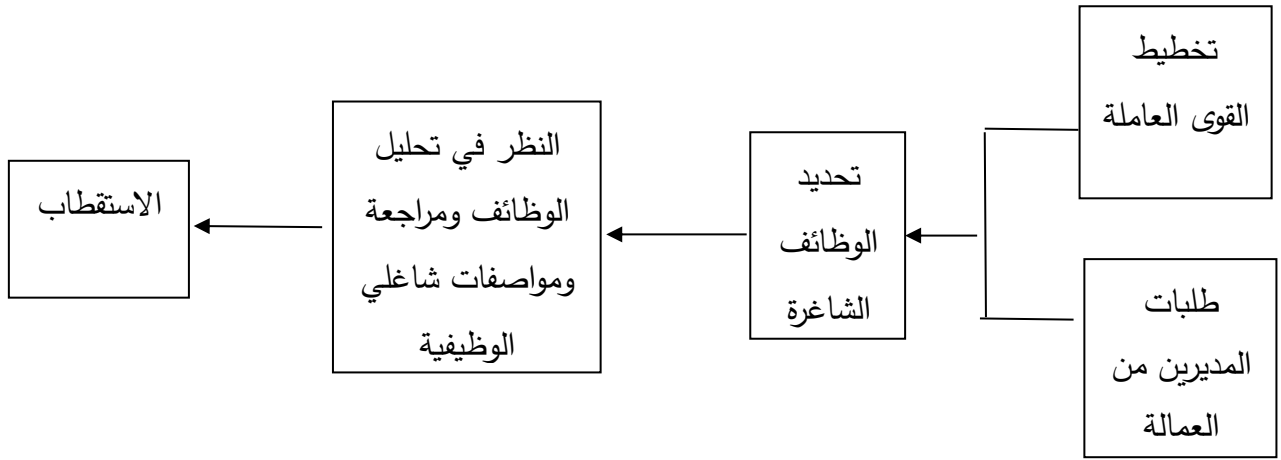 تخطيط
القوى العاملة
طلبات
المديرين من
العمالة
تحديد
الوظائف
الشاغرة
النظر في تحليل
الوظائف ومراجعة
ومواصفات شاغلي
الوظيفية
الاستقطاب